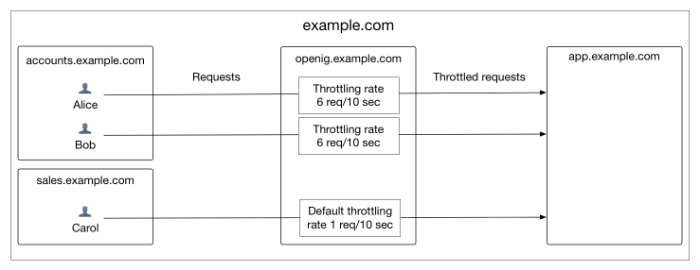 example.com
accounts.example.com
Alice
Bob
sales.example.com
Carol
Requests
openig.example.com
Throttling rate
6 req/10 sec
Throttling rate
6 req/10 sec
Default throttling
rate 1 req/10 sec
Throttled requests
app.example.com